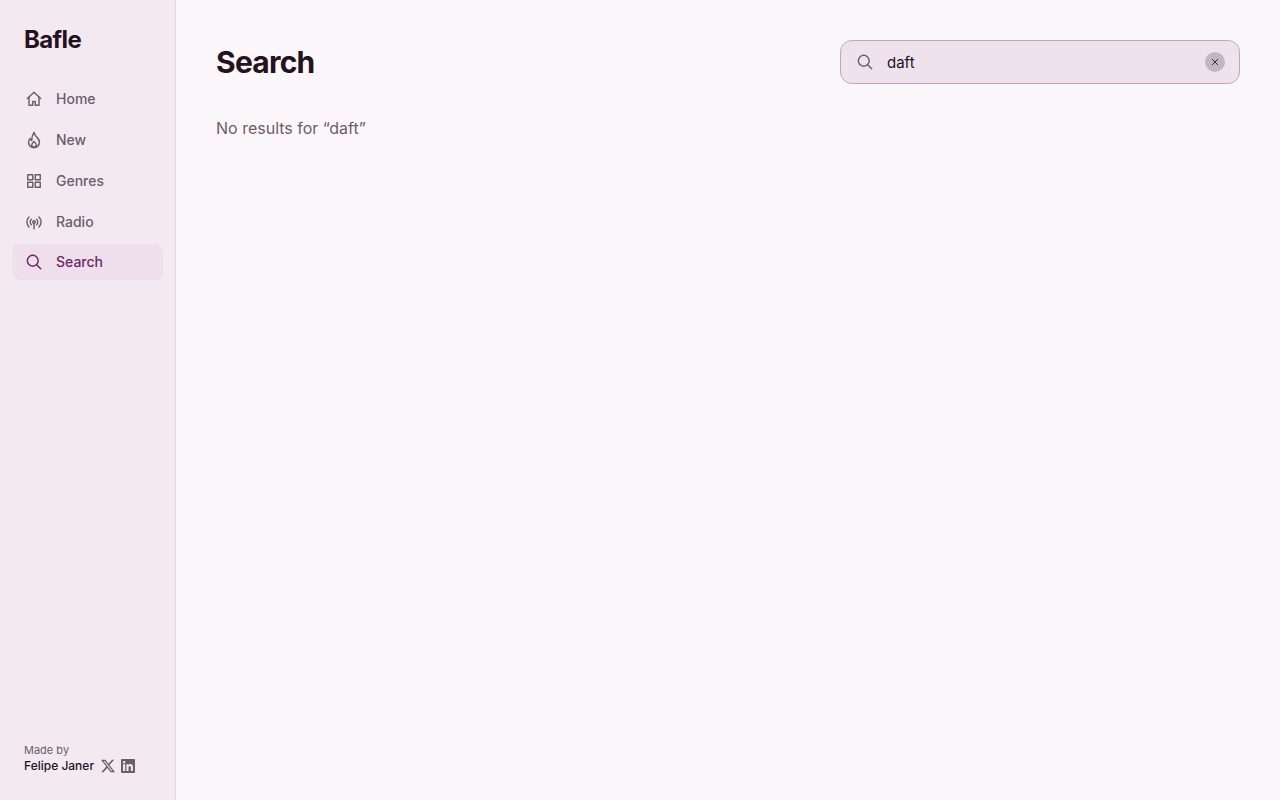 Bafle
Home
New
Genres
Radio
Search
Made by
Felipe Janer
Search
daft
No results for “daft”